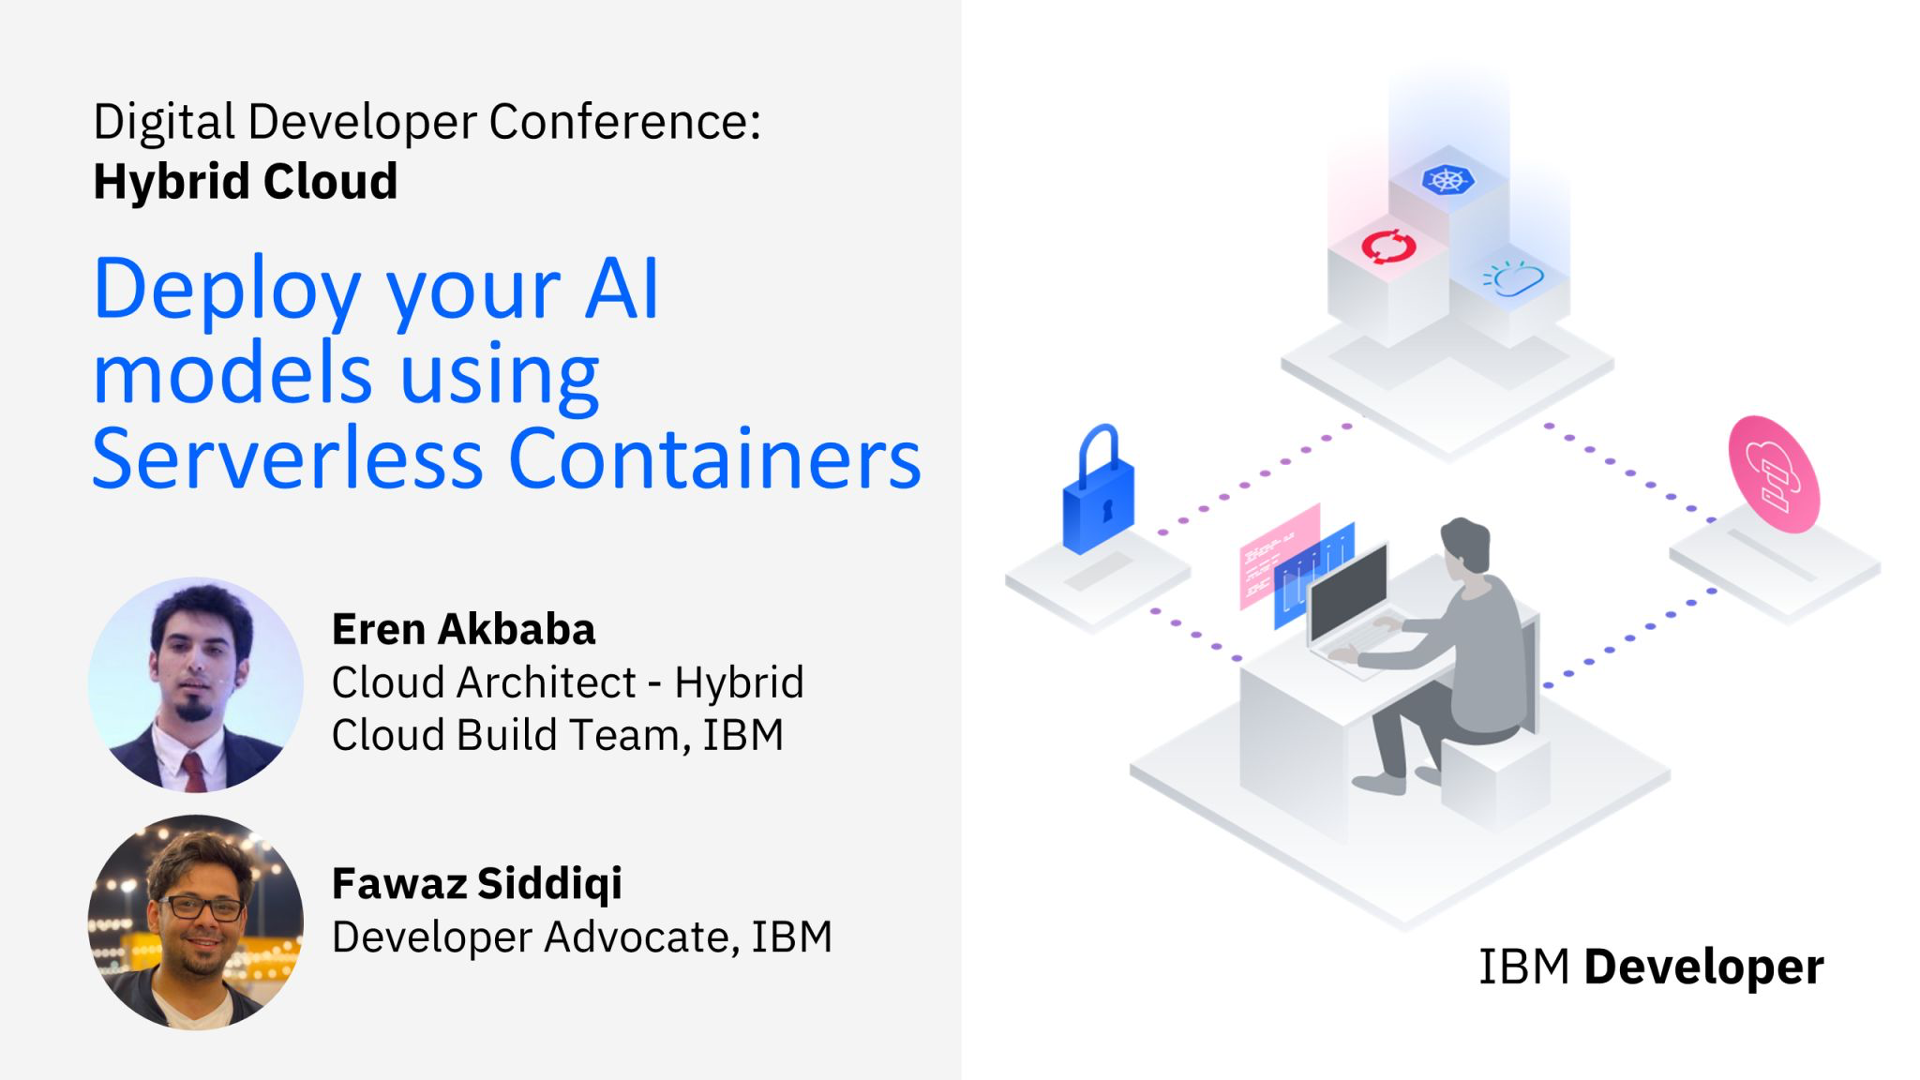 Digital Developer Conference:
Hybrid Cloud
Deploy your AI
models using
Serverless Containers
Eren Akbaba
Cloud Architect - Hybrid
Cloud Build Team, IBM
Fawaz Siddiqi
Developer Advocate, IBM
IBM Developer